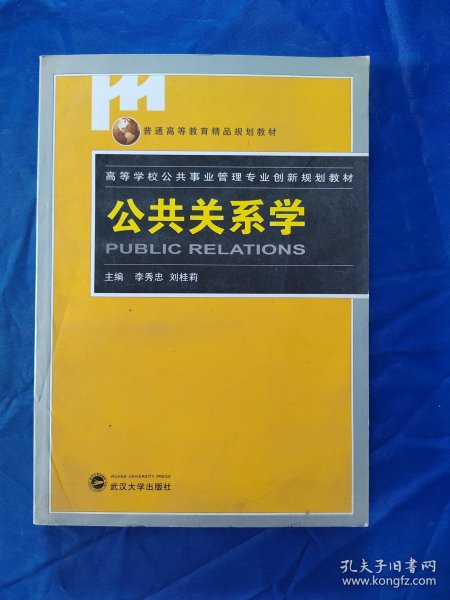 普通高等教育精品规划教材
高等学校公共事业管理专业创新规划教材
公共关系学
PUBLIC RELATIONS
主编 李秀忠 刘桂莉
WUHAN UNIVERSITY PRESS
武汉大学出版社
孔夫子旧书网
www.kongfz.com